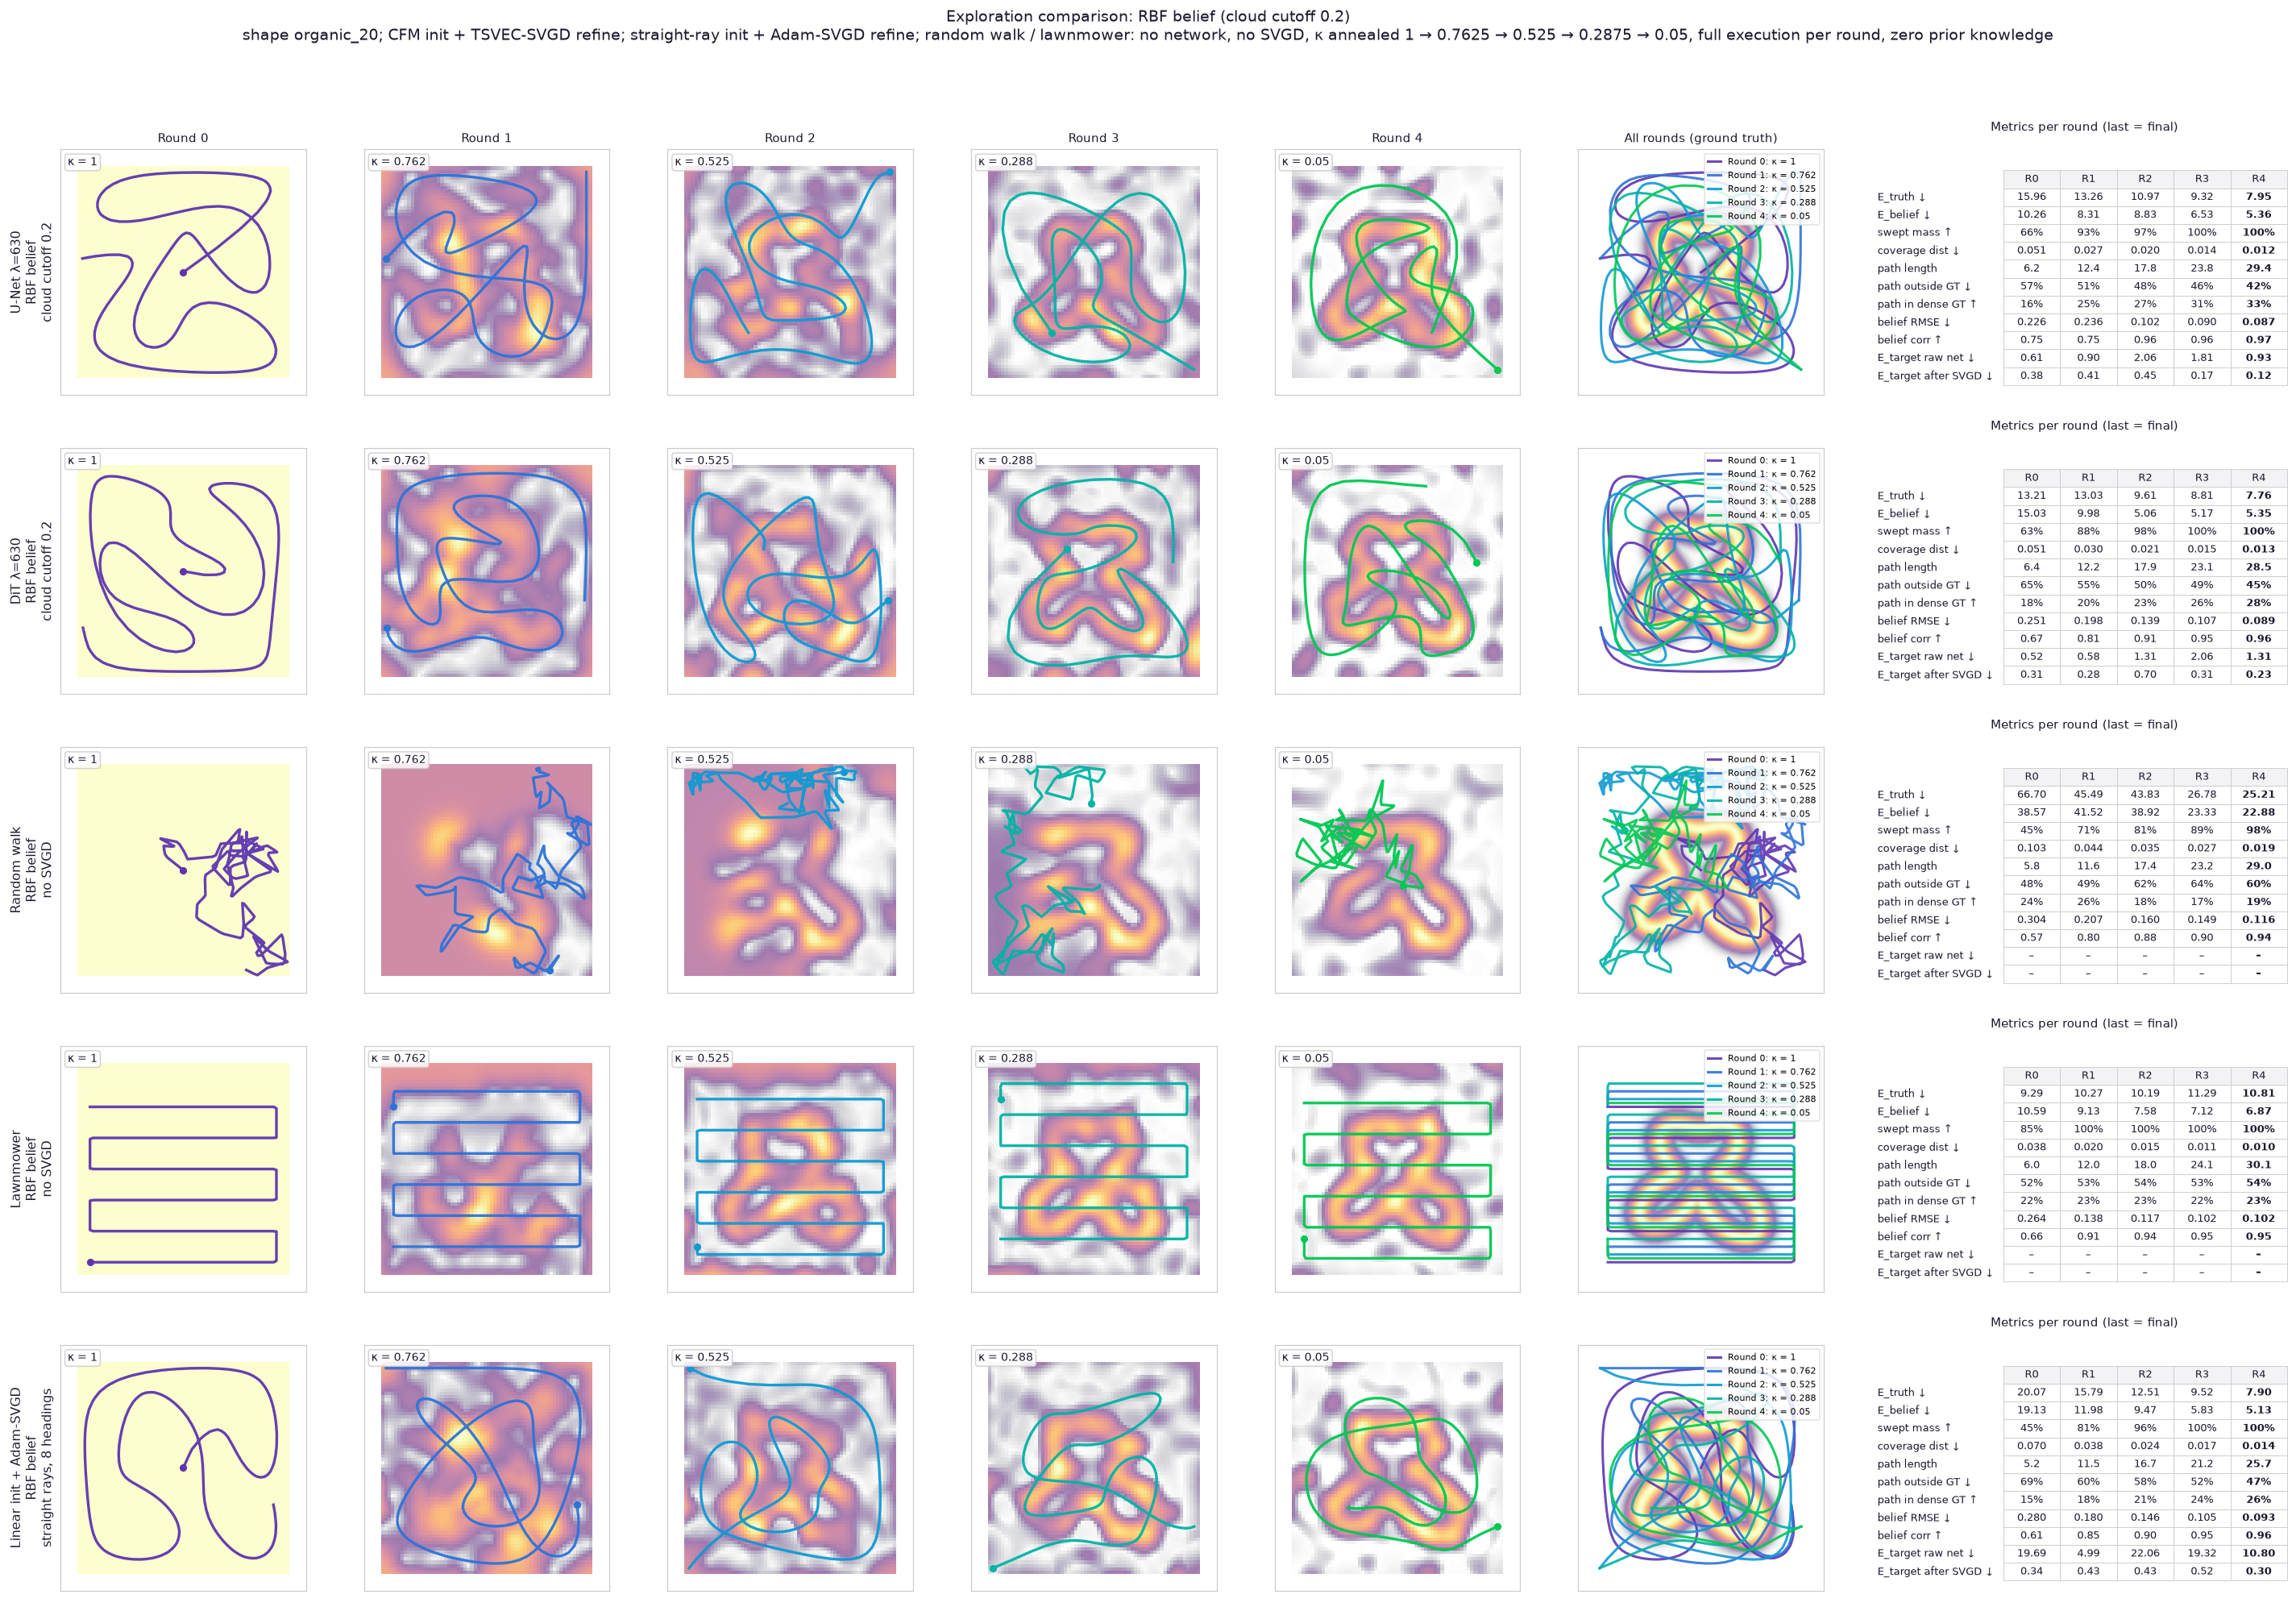 Exploration comparison: RBF belief (cloud cutoff 0.2)
shape organic_20; CFM init + TSVEC-SVGD refine; straight-ray init + Adam-SVGD refine; random walk / lawnmower: no network, no SVGD, κ annealed 1 → 0.7625 → 0.525 → 0.2875 → 0.05, full execution per round, zero prior knowledge
Round 0 Round 1 Round 2 Round 3 Round 4 All rounds (ground truth) Metrics per round (last = final)
U-Net λ=630
RBF belief
cloud cutoff 0.2
κ = 1 κ = 0.762 κ = 0.525 κ = 0.288 κ = 0.05
Round 0: κ = 1
Round 1: κ = 0.762
Round 2: κ = 0.525
Round 3: κ = 0.288
Round 4: κ = 0.05
R0 R1 R2 R3 R4
E_truth ↓ 15.96 13.26 10.97 9.32 7.95
E_belief ↓ 10.26 8.31 8.83 6.53 5.36
swept mass ↑ 66% 93% 97% 100% 100%
coverage dist ↓ 0.051 0.027 0.020 0.014 0.012
path length 6.2 12.4 17.8 23.8 29.4
path outside GT ↓ 57% 51% 48% 46% 42%
path in dense GT ↑ 16% 25% 27% 31% 33%
belief RMSE ↓ 0.226 0.236 0.102 0.090 0.087
belief corr ↑ 0.75 0.75 0.96 0.96 0.97
E_target raw net ↓ 0.61 0.90 2.06 1.81 0.93
E_target after SVGD ↓ 0.38 0.41 0.45 0.17 0.12
Metrics per round (last = final)
DiT λ=630
RBF belief
cloud cutoff 0.2
κ = 1 κ = 0.762 κ = 0.525 κ = 0.288 κ = 0.05
Round 0: κ = 1
Round 1: κ = 0.762
Round 2: κ = 0.525
Round 3: κ = 0.288
Round 4: κ = 0.05
R0 R1 R2 R3 R4
E_truth ↓ 13.21 13.03 9.61 8.81 7.76
E_belief ↓ 15.03 9.98 5.06 5.17 5.35
swept mass ↑ 63% 88% 98% 100% 100%
coverage dist ↓ 0.051 0.030 0.021 0.015 0.013
path length 6.4 12.2 17.9 23.1 28.5
path outside GT ↓ 65% 55% 50% 49% 45%
path in dense GT ↑ 18% 20% 23% 26% 28%
belief RMSE ↓ 0.251 0.198 0.139 0.107 0.089
belief corr ↑ 0.67 0.81 0.91 0.95 0.96
E_target raw net ↓ 0.52 0.58 1.31 2.06 1.31
E_target after SVGD ↓ 0.31 0.28 0.70 0.31 0.23
Metrics per round (last = final)
Random walk
RBF belief
no SVGD
κ = 1 κ = 0.762 κ = 0.525 κ = 0.288 κ = 0.05
Round 0: κ = 1
Round 1: κ = 0.762
Round 2: κ = 0.525
Round 3: κ = 0.288
Round 4: κ = 0.05
R0 R1 R2 R3 R4
E_truth ↓ 66.70 45.49 43.83 26.78 25.21
E_belief ↓ 38.57 41.52 38.92 23.33 22.88
swept mass ↑ 45% 71% 81% 89% 98%
coverage dist ↓ 0.103 0.044 0.035 0.027 0.019
path length 5.8 11.6 17.4 23.2 29.0
path outside GT ↓ 48% 49% 62% 64% 60%
path in dense GT ↑ 24% 26% 18% 17% 19%
belief RMSE ↓ 0.304 0.207 0.160 0.149 0.116
belief corr ↑ 0.57 0.80 0.88 0.90 0.94
E_target raw net ↓ – – – – –
E_target after SVGD ↓ – – – – –
Metrics per round (last = final)
Lawnmower
RBF belief
no SVGD
κ = 1 κ = 0.762 κ = 0.525 κ = 0.288 κ = 0.05
Round 0: κ = 1
Round 1: κ = 0.762
Round 2: κ = 0.525
Round 3: κ = 0.288
Round 4: κ = 0.05
R0 R1 R2 R3 R4
E_truth ↓ 9.29 10.27 10.19 11.29 10.81
E_belief ↓ 10.59 9.13 7.58 7.12 6.87
swept mass ↑ 85% 100% 100% 100% 100%
coverage dist ↓ 0.038 0.020 0.015 0.011 0.010
path length 6.0 12.0 18.0 24.1 30.1
path outside GT ↓ 52% 53% 54% 53% 54%
path in dense GT ↑ 22% 23% 23% 22% 23%
belief RMSE ↓ 0.264 0.138 0.117 0.102 0.102
belief corr ↑ 0.66 0.91 0.94 0.95 0.95
E_target raw net ↓ – – – – –
E_target after SVGD ↓ – – – – –
Metrics per round (last = final)
Linear init + Adam-SVGD
RBF belief
straight rays, 8 headings
κ = 1 κ = 0.762 κ = 0.525 κ = 0.288 κ = 0.05
Round 0: κ = 1
Round 1: κ = 0.762
Round 2: κ = 0.525
Round 3: κ = 0.288
Round 4: κ = 0.05
R0 R1 R2 R3 R4
E_truth ↓ 20.07 15.79 12.51 9.52 7.90
E_belief ↓ 19.13 11.98 9.47 5.83 5.13
swept mass ↑ 45% 81% 96% 100% 100%
coverage dist ↓ 0.070 0.038 0.024 0.017 0.014
path length 5.2 11.5 16.7 21.2 25.7
path outside GT ↓ 69% 60% 58% 52% 47%
path in dense GT ↑ 15% 18% 21% 24% 26%
belief RMSE ↓ 0.280 0.180 0.146 0.105 0.093
belief corr ↑ 0.61 0.85 0.90 0.95 0.96
E_target raw net ↓ 19.69 4.99 22.06 19.32 10.80
E_target after SVGD ↓ 0.34 0.43 0.43 0.52 0.30